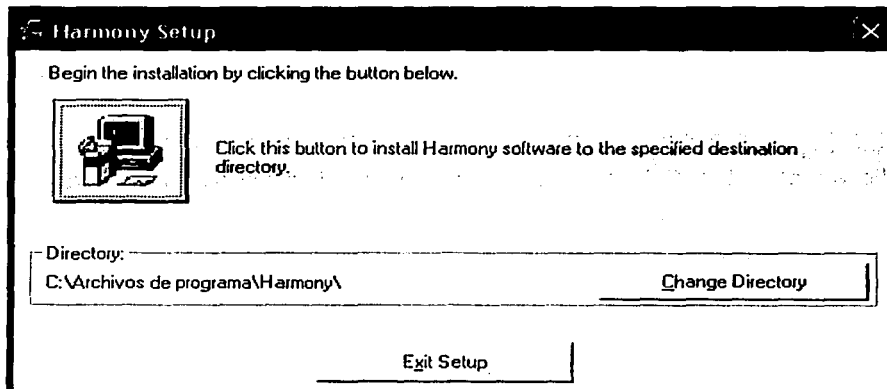 Harmony Setup
Begin the installation by clicking the button below.
Click this button to install Harmony software to the specified destination
directory.
Directory:
C:\Archivos de programa\Harmony\
Change Directory
Exit Setup